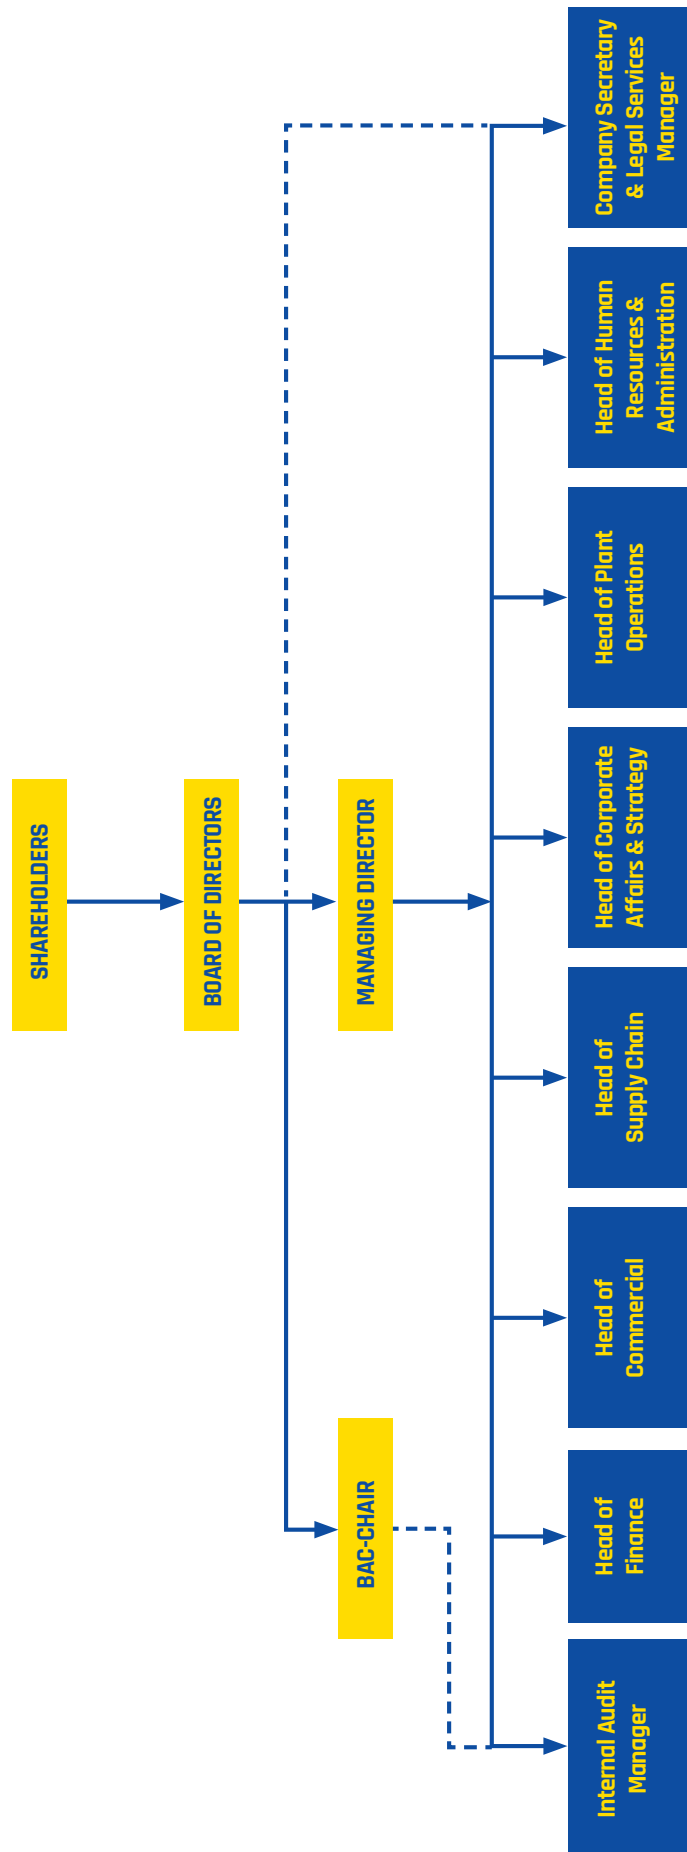 SHAREHOLDERS
BOARD OF DIRECTORS
MANAGING DIRECTOR
BAC-CHAIR
Internal Audit
Manager
Head of
Finance
Head of
Commercial
Head of
Supply Chain
Head of Corporate
Affairs & Strategy
Head of Plant
Operations
Head of Human
Resources &
Administration
Company Secretary
& Legal Services
Manager